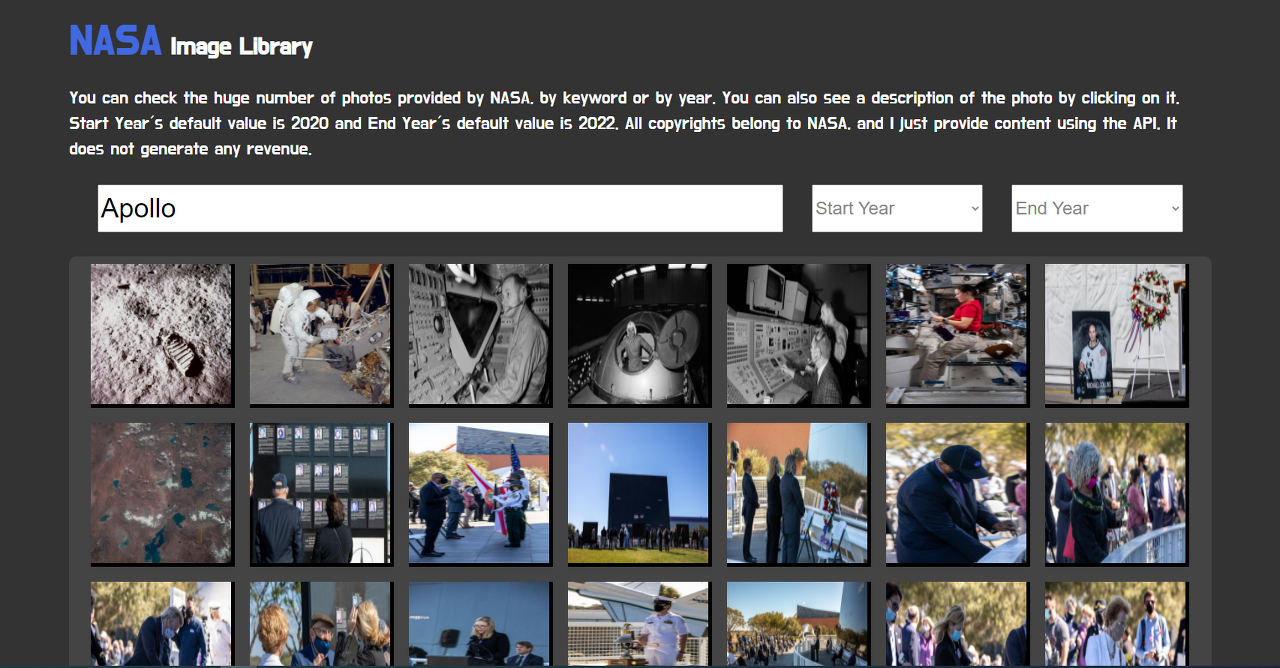 NASA Image Library
You can check the huge number of photos provided by NASA, by keyword or by year. You can also see a description of the photo by clicking on it.
Start Year's default value is 2020 and End Year's default value is 2022. All copyrights belong to NASA, and I just provide content using the API. It
does not generate any revenue.
Apollo
Start Year
End Year
MICHAEL COLLINS